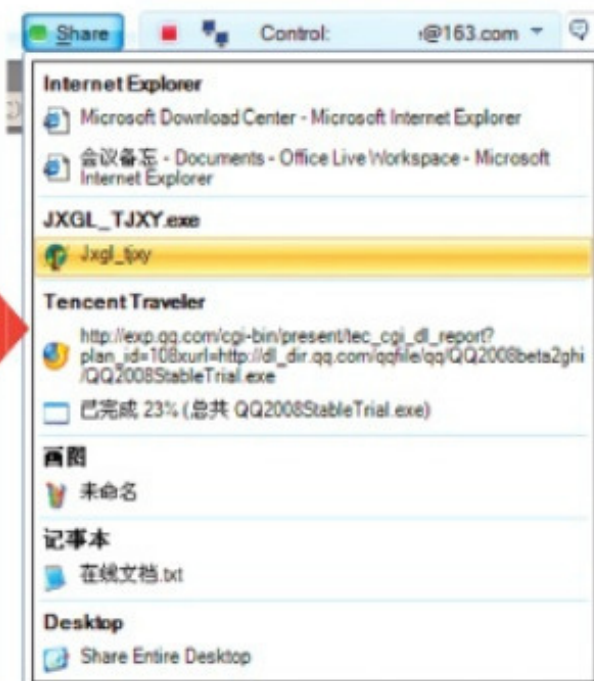 Share Control: @163.com
Internet Explorer
Microsoft Download Center - Microsoft Internet Explorer
会议备忘 - Documents - Office Live Workspace - Microsoft
Internet Explorer
JXGL_TJXY.exe
Jxgl_tjxy
Tencent Traveler
http://exp.qq.com/cgi-bin/present/tec_cgi_dl_report?
plan_id=108xurl=http://dl_dir.qq.com/qqfile/qq/QQ2008beta2ghi
/QQ2008StableTrial.exe
已完成 23% (总共 QQ2008StableTrial.exe)
画图
未命名
记事本
在线文档.txt
Desktop
Share Entire Desktop